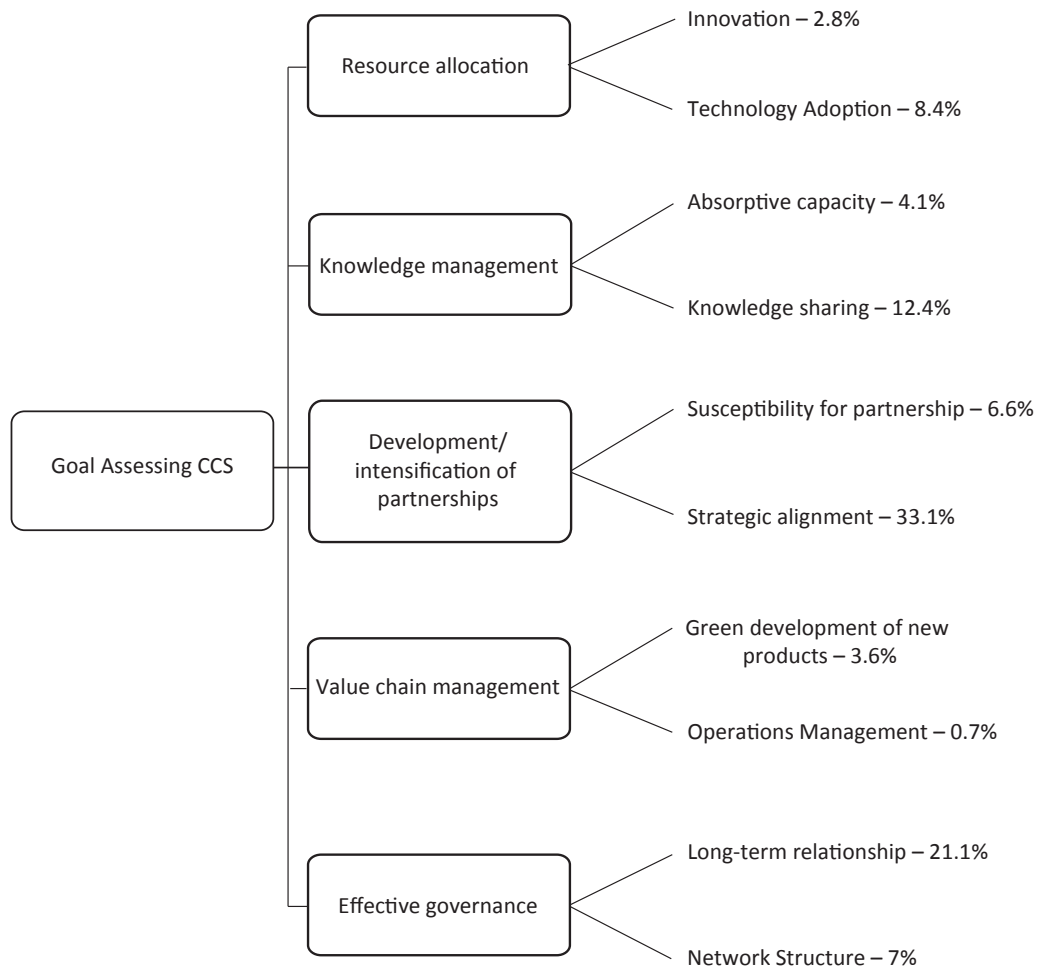 Goal Assessing CCS
Resource allocation
Innovation – 2.8%
Technology Adoption – 8.4%
Knowledge management
Absorptive capacity – 4.1%
Knowledge sharing – 12.4%
Development/
intensification of
partnerships
Susceptibility for partnership – 6.6%
Strategic alignment – 33.1%
Value chain management
Green development of new
products – 3.6%
Operations Management – 0.7%
Effective governance
Long-term relationship – 21.1%
Network Structure – 7%